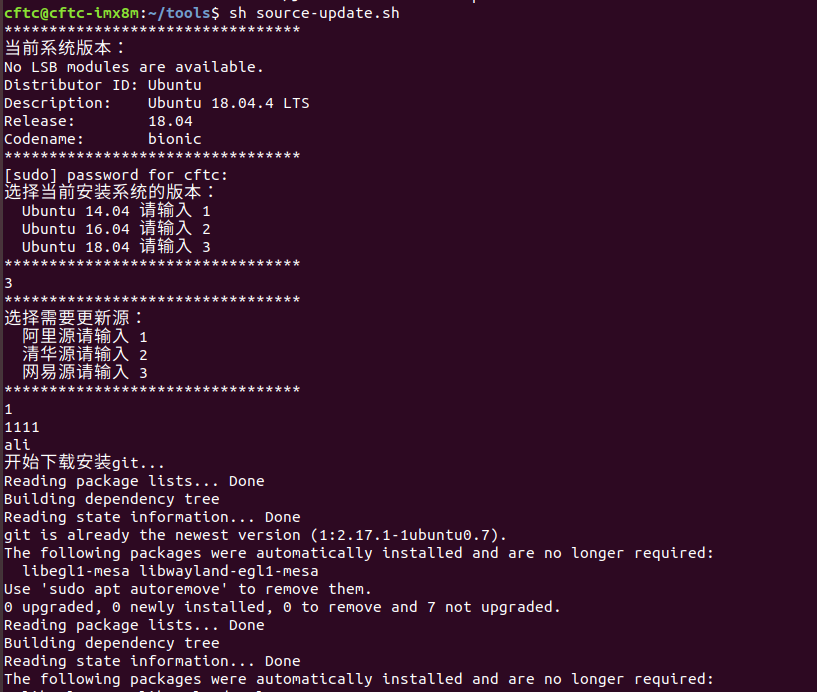 cftc@cftc-imx8m:~/tools$ sh source-update.sh
*********************************
当前系统版本：
No LSB modules are available.
Distributor ID: Ubuntu
Description:    Ubuntu 18.04.4 LTS
Release:        18.04
Codename:       bionic
*********************************
[sudo] password for cftc:
选择当前安装系统的版本：
  Ubuntu 14.04 请输入 1
  Ubuntu 16.04 请输入 2
  Ubuntu 18.04 请输入 3
*********************************
3
*********************************
选择需要更新源：
  阿里源请输入 1
  清华源请输入 2
  网易源请输入 3
*********************************
1
1111
ali
开始下载安装git...
Reading package lists... Done
Building dependency tree
Reading state information... Done
git is already the newest version (1:2.17.1-1ubuntu0.7).
The following packages were automatically installed and are no longer required:
  libegl1-mesa libwayland-egl1-mesa
Use 'sudo apt autoremove' to remove them.
0 upgraded, 0 newly installed, 0 to remove and 7 not upgraded.
Reading package lists... Done
Building dependency tree
Reading state information... Done
The following packages were automatically installed and are no longer required: